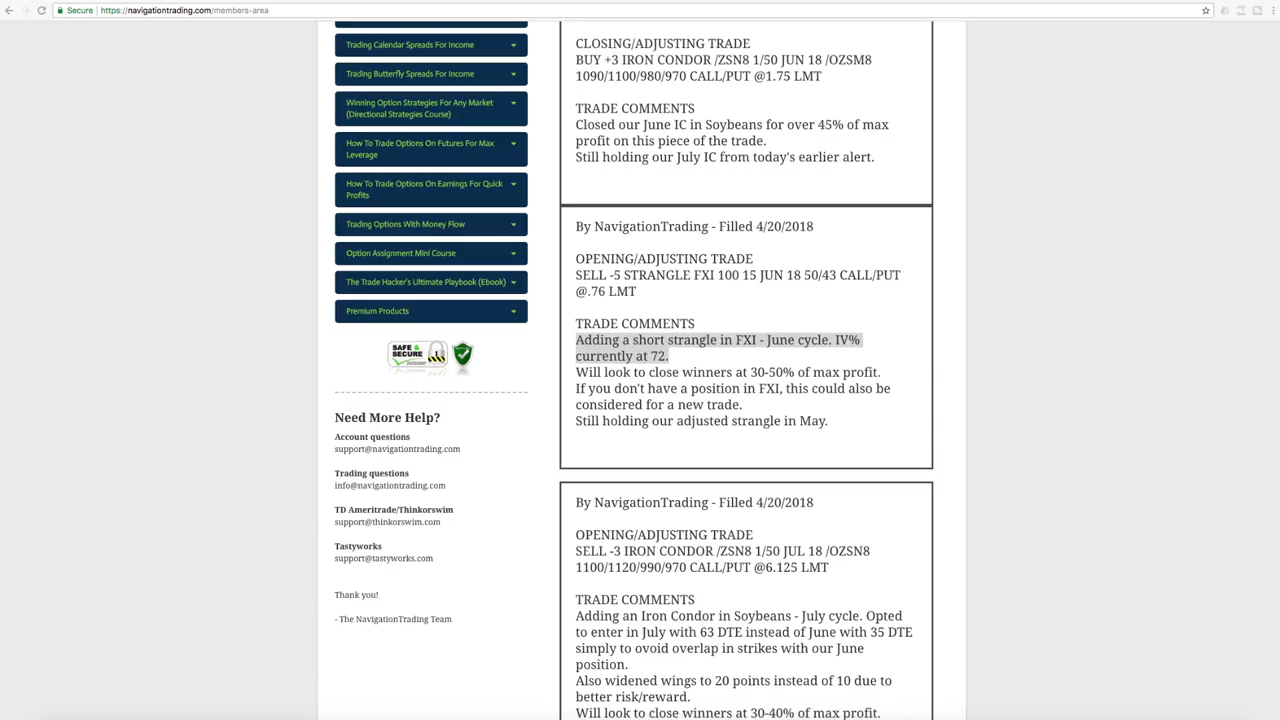 Secure https://navigationtrading.com/members-area
Trading Calendar Spreads For Income
Trading Butterfly Spreads For Income
Winning Option Strategies For Any Market
(Directional Strategies Course)
How To Trade Options On Futures For Max
Leverage
How To Trade Options On Earnings For Quick
Profits
Trading Options With Money Flow
Option Assignment Mini Course
The Trade Hacker's Ultimate Playbook (Ebook)
Premium Products
SAFE &
SECURE
Need More Help?
Account questions
support@navigationtrading.com
Trading questions
info@navigationtrading.com
TD Ameritrade/Thinkorswim
support@thinkorswim.com
Tastyworks
support@tastyworks.com
Thank you!
- The NavigationTrading Team
CLOSING/ADJUSTING TRADE
BUY +3 IRON CONDOR /ZSN8 1/50 JUN 18 /OZSM8
1090/1100/980/970 CALL/PUT @1.75 LMT
TRADE COMMENTS
Closed our June IC in Soybeans for over 45% of max
profit on this piece of the trade.
Still holding our July IC from today's earlier alert.
By NavigationTrading - Filled 4/20/2018
OPENING/ADJUSTING TRADE
SELL -5 STRANGLE FXI 100 15 JUN 18 50/43 CALL/PUT
@.76 LMT
TRADE COMMENTS
Adding a short strangle in FXI - June cycle. IV%
currently at 72.
Will look to close winners at 30-50% of max profit.
If you don't have a position in FXI, this could also be
considered for a new trade.
Still holding our adjusted strangle in May.
By NavigationTrading - Filled 4/20/2018
OPENING/ADJUSTING TRADE
SELL -3 IRON CONDOR /ZSN8 1/50 JUL 18 /OZSN8
1100/1120/990/970 CALL/PUT @6.125 LMT
TRADE COMMENTS
Adding an Iron Condor in Soybeans - July cycle. Opted
to enter in July with 63 DTE instead of June with 35 DTE
simply to ovoid overlap in strikes with our June
position.
Also widened wings to 20 points instead of 10 due to
better risk/reward.
Will look to close winners at 30-40% of max profit.